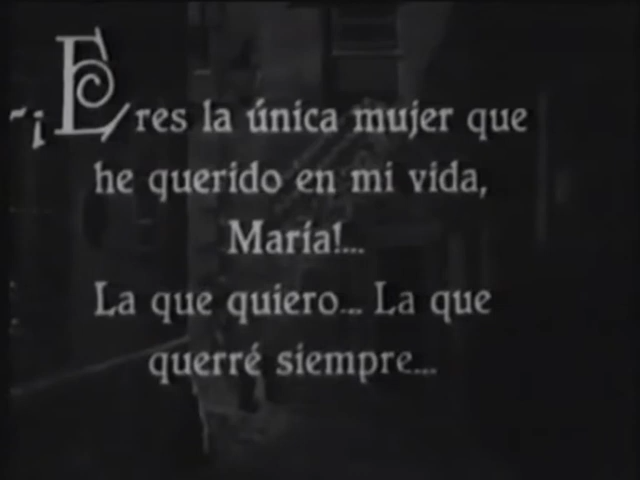 -¡Eres la única mujer que
he querido en mi vida,
María!...
La que quiero... La que
querré siempre...